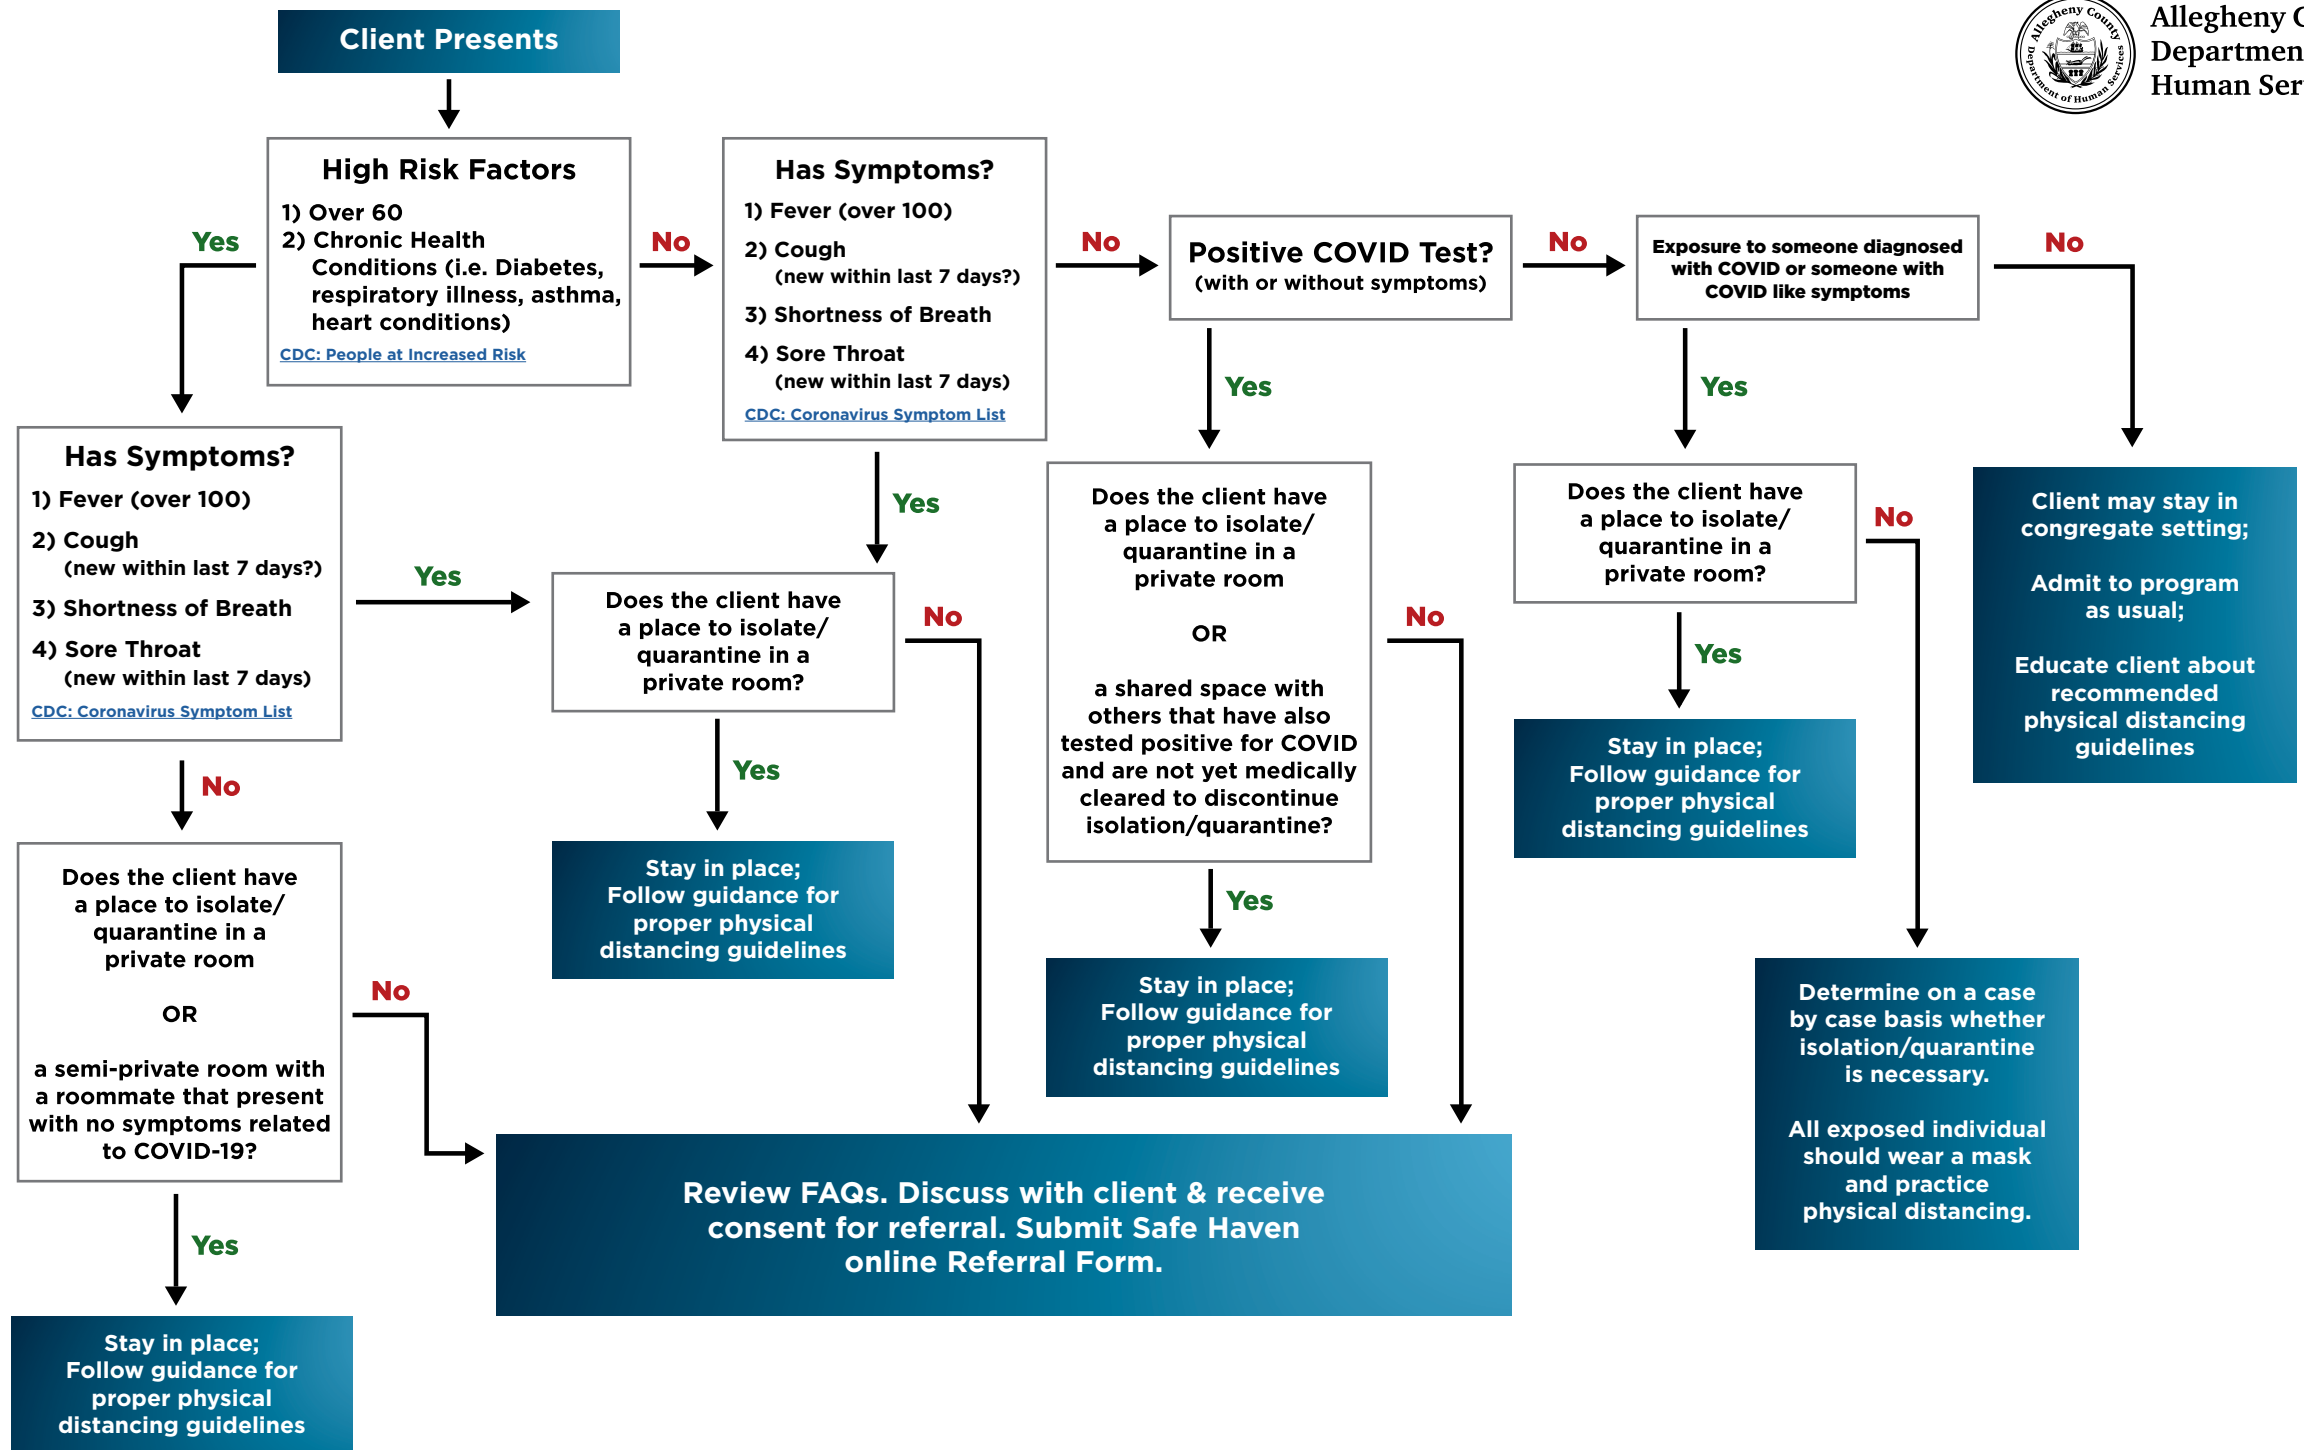 Client Presents
Allegheny County
Department of Human Services
Allegheny C
Departmen
Human Ser
High Risk Factors
1) Over 60
2) Chronic Health
Conditions (i.e. Diabetes,
respiratory illness, asthma,
heart conditions)
CDC: People at Increased Risk
Yes
No
Has Symptoms?
1) Fever (over 100)
2) Cough
(new within last 7 days?)
3) Shortness of Breath
4) Sore Throat
(new within last 7 days)
CDC: Coronavirus Symptom List
No
Yes
Positive COVID Test?
(with or without symptoms)
No
Yes
Exposure to someone diagnosed
with COVID or someone with
COVID like symptoms
No
Yes
Has Symptoms?
1) Fever (over 100)
2) Cough
(new within last 7 days?)
3) Shortness of Breath
4) Sore Throat
(new within last 7 days)
CDC: Coronavirus Symptom List
Yes
No
Does the client have
a place to isolate/
quarantine in a
private room?
No
Yes
Stay in place;
Follow guidance for
proper physical
distancing guidelines
Does the client have
a place to isolate/
quarantine in a
private room
OR
a shared space with
others that have also
tested positive for COVID
and are not yet medically
cleared to discontinue
isolation/quarantine?
No
Yes
Stay in place;
Follow guidance for
proper physical
distancing guidelines
Does the client have
a place to isolate/
quarantine in a
private room?
No
Yes
Stay in place;
Follow guidance for
proper physical
distancing guidelines
Client may stay in
congregate setting;
Admit to program
as usual;
Educate client about
recommended
physical distancing
guidelines
Determine on a case
by case basis whether
isolation/quarantine
is necessary.
All exposed individual
should wear a mask
and practice
physical distancing.
Does the client have
a place to isolate/
quarantine in a
private room
OR
a semi-private room with
a roommate that present
with no symptoms related
to COVID-19?
No
Yes
Review FAQs. Discuss with client & receive
consent for referral. Submit Safe Haven
online Referral Form.
Stay in place;
Follow guidance for
proper physical
distancing guidelines